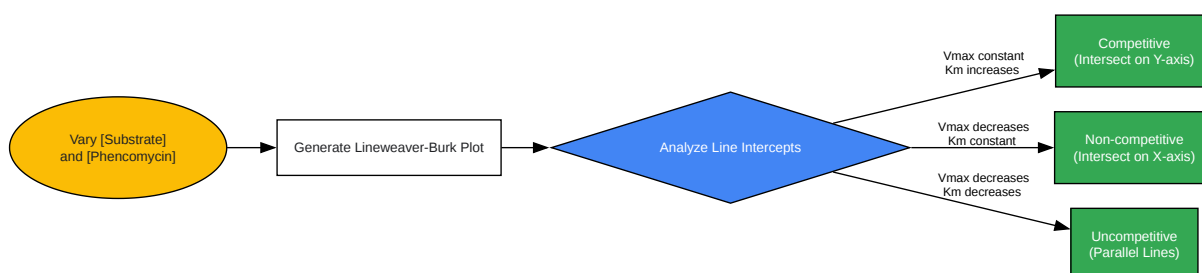 Vary [Substrate]
and [Phencomycin]
Generate Lineweaver-Burk Plot
Analyze Line Intercepts
Vmax constant
Km increases
Competitive
(Intersect on Y-axis)
Vmax decreases
Km constant
Non-competitive
(Intersect on X-axis)
Vmax decreases
Km decreases
Uncompetitive
(Parallel Lines)